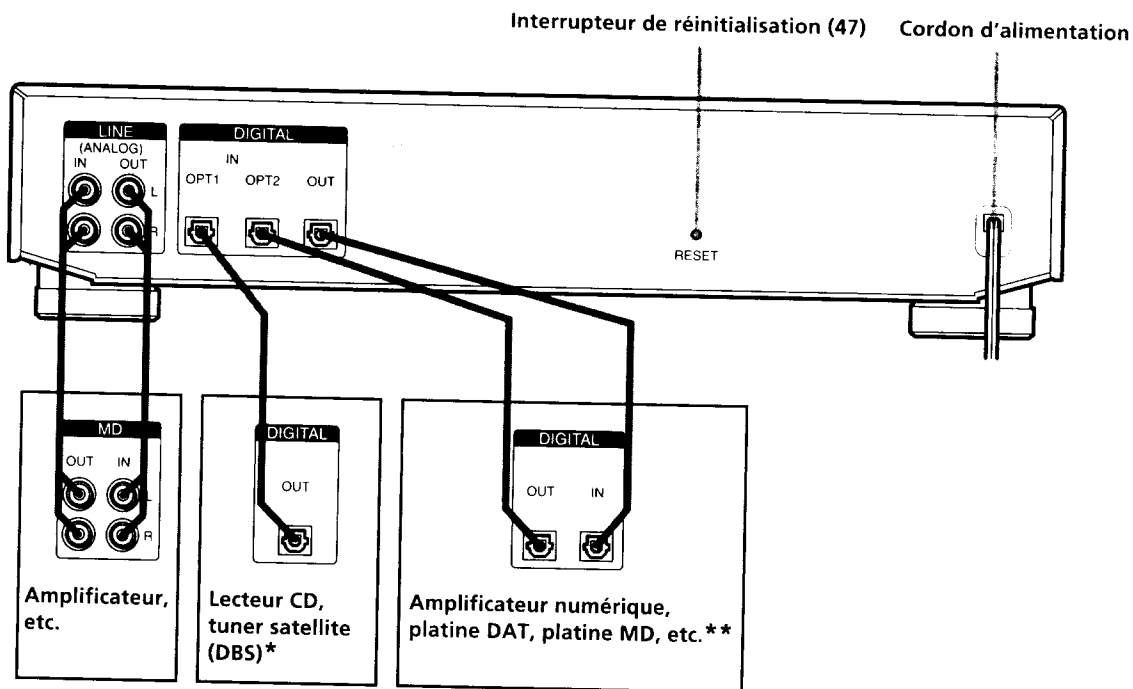 Interrupteur de réinitialisation (47) Cordon d'alimentation
LINE
(ANALOG)
IN OUT
L
R
DIGITAL
IN
OPT1 OPT2 OUT
RESET
MD
OUT IN
L
R
Amplificateur,
etc.
DIGITAL
OUT
Lecteur CD,
tuner satellite
(DBS)*
DIGITAL
OUT IN
Amplificateur numérique,
platine DAT, platine MD, etc.**